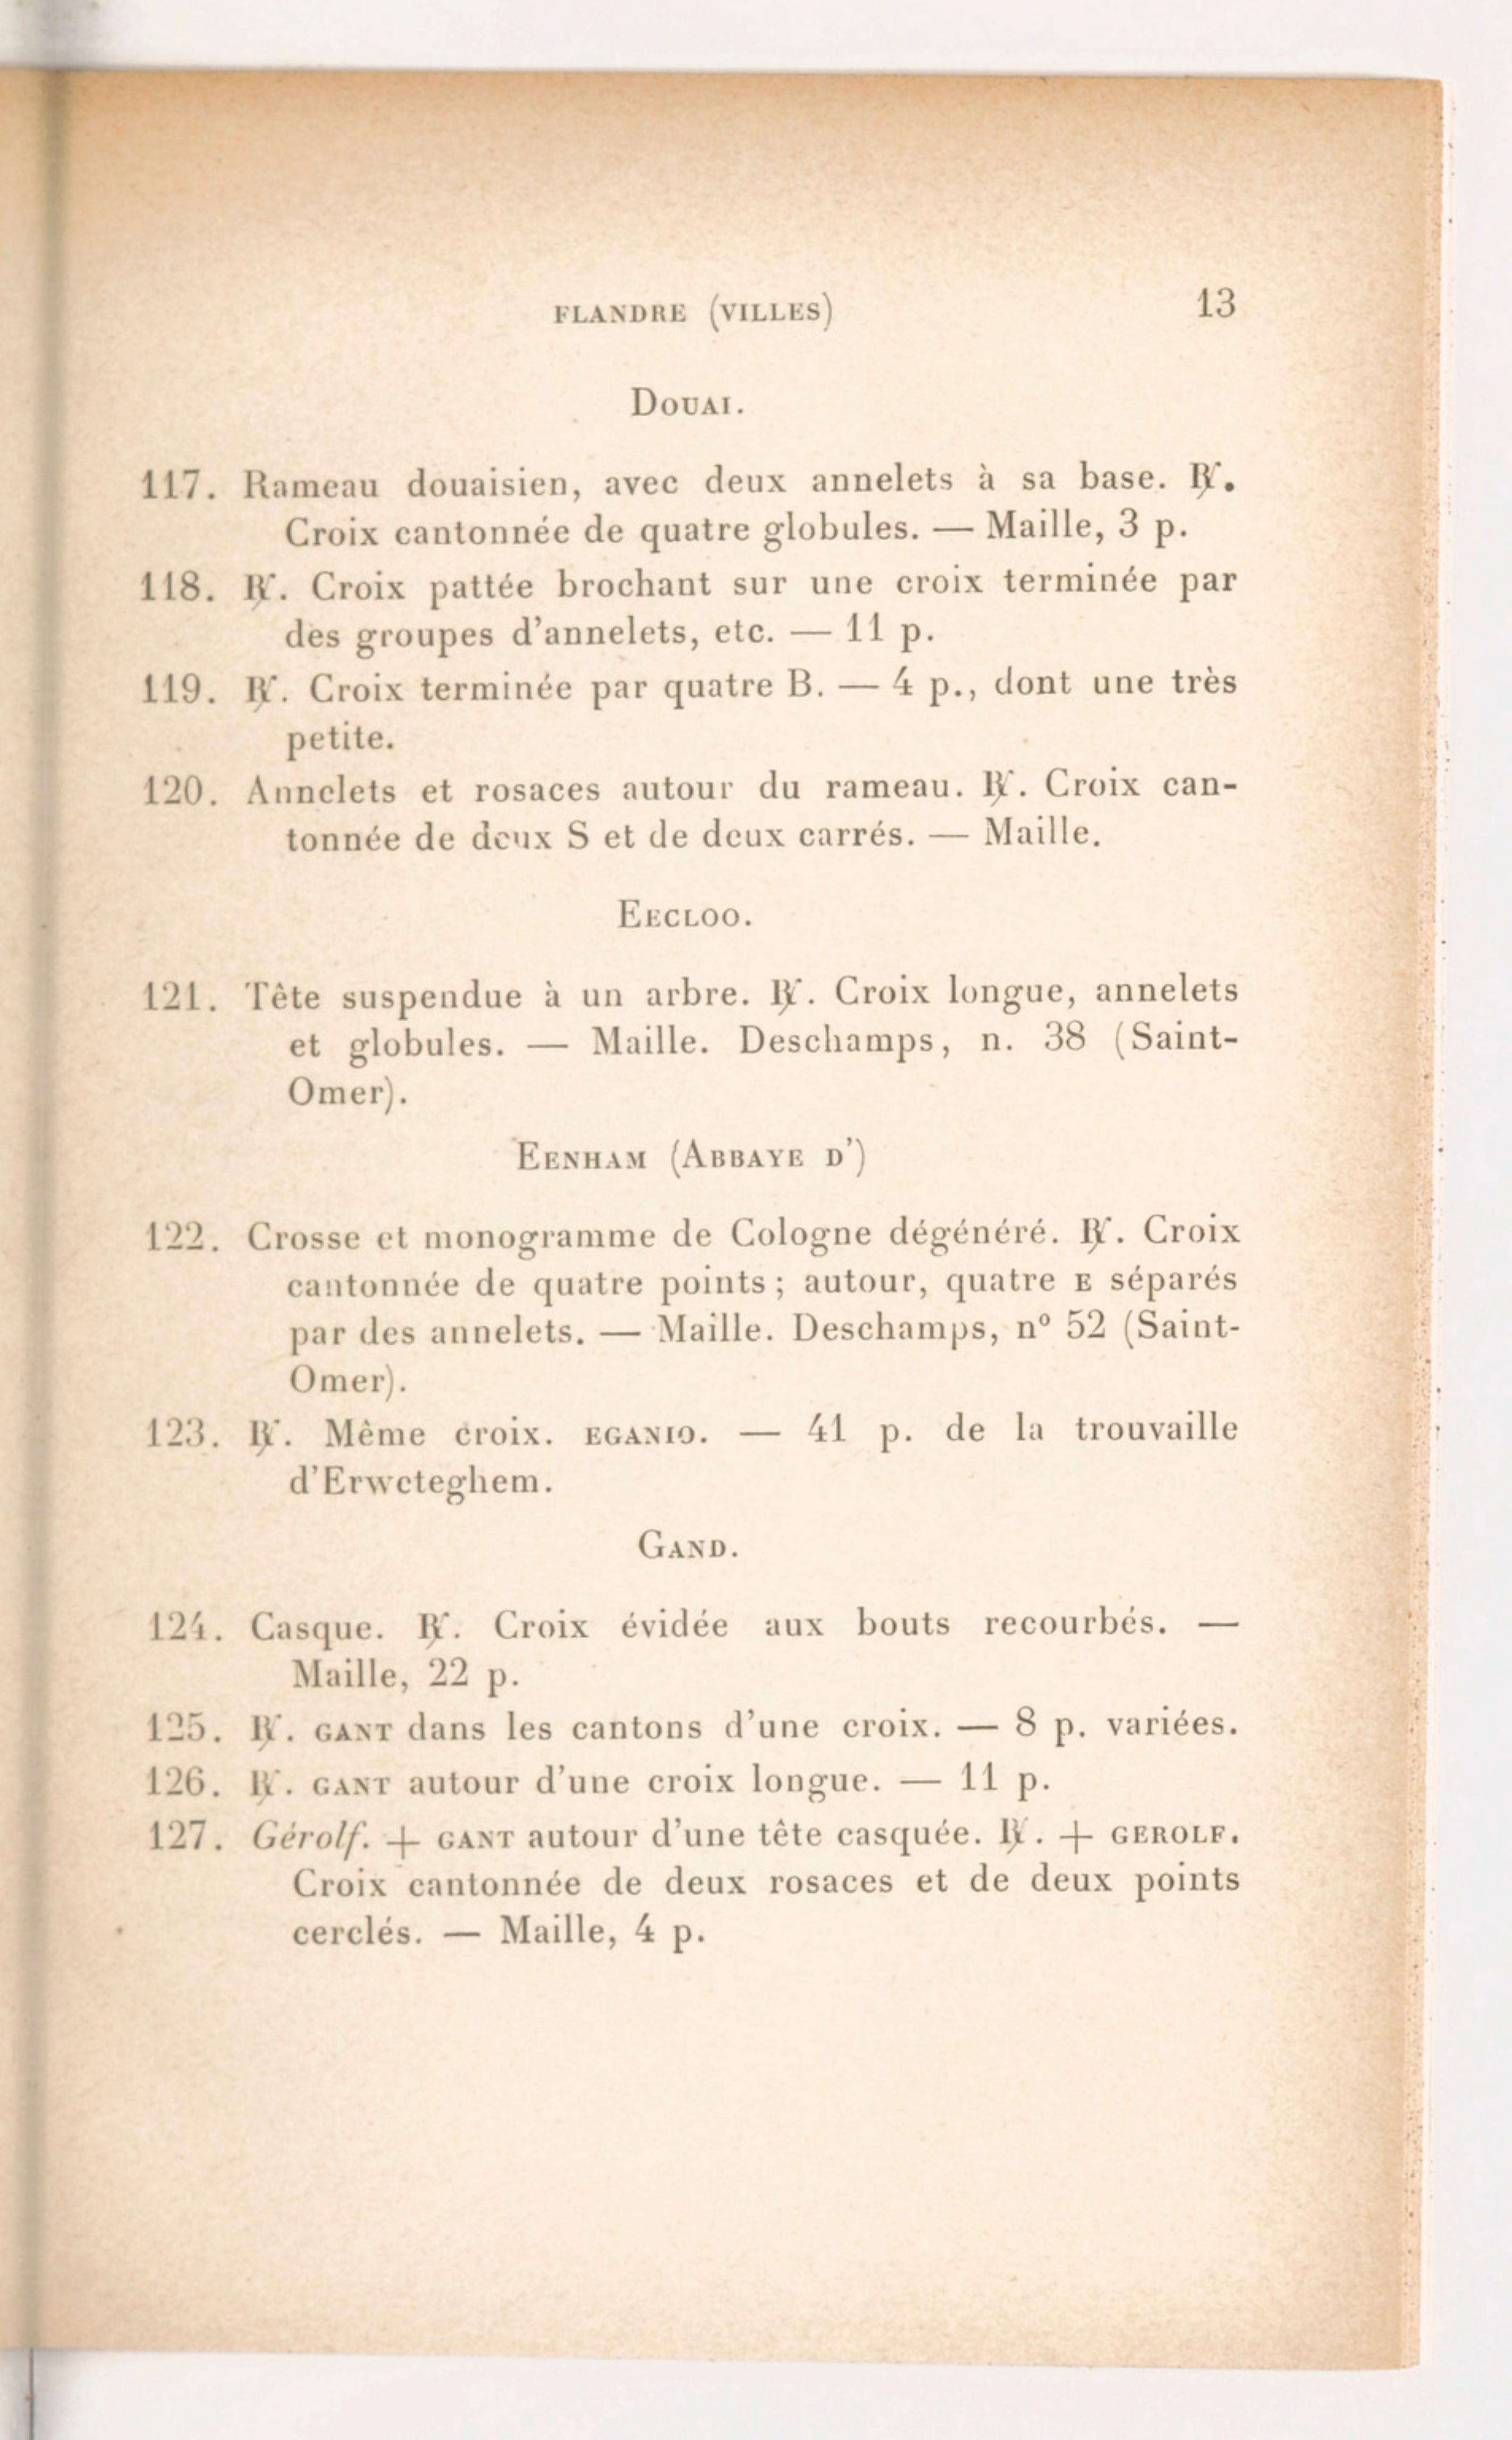 FLANDRE (VILLES)
13
DOUAI.
117. Rameau douaisien, avec deux annelets à sa base. ℟.
Croix cantonnée de quatre globules. — Maille, 3 p.
118. ℟. Croix pattée brochant sur une croix terminée par
des groupes d'annelets, etc. — 11 p.
119. ℟. Croix terminée par quatre B. — 4 p., dont une très
petite.
120. Annelets et rosaces autour du rameau. ℟. Croix can-
tonnée de deux S et de deux carrés. — Maille.
EECLOO.
121. Tête suspendue à un arbre. ℟. Croix longue, annelets
et globules. — Maille. Deschamps, n. 38 (Saint-
Omer).
EENHAM (ABBAYE D')
122. Crosse et monogramme de Cologne dégénéré. ℟. Croix
cantonnée de quatre points ; autour, quatre E séparés
par des annelets. — Maille. Deschamps, nº 52 (Saint-
Omer).
123. ℟. Même croix. EGANIO. — 41 p. de la trouvaille
d'Erweteghem.
GAND.
124. Casque. ℟. Croix évidée aux bouts recourbés. —
Maille, 22 p.
125. ℟. GANT dans les cantons d'une croix. — 8 p. variées.
126. ℟. GANT autour d'une croix longue. — 11 p.
127. Gérolf. + GANT autour d'une tête casquée. ℟. + GEROLF.
Croix cantonnée de deux rosaces et de deux points
cerclés. — Maille, 4 p.